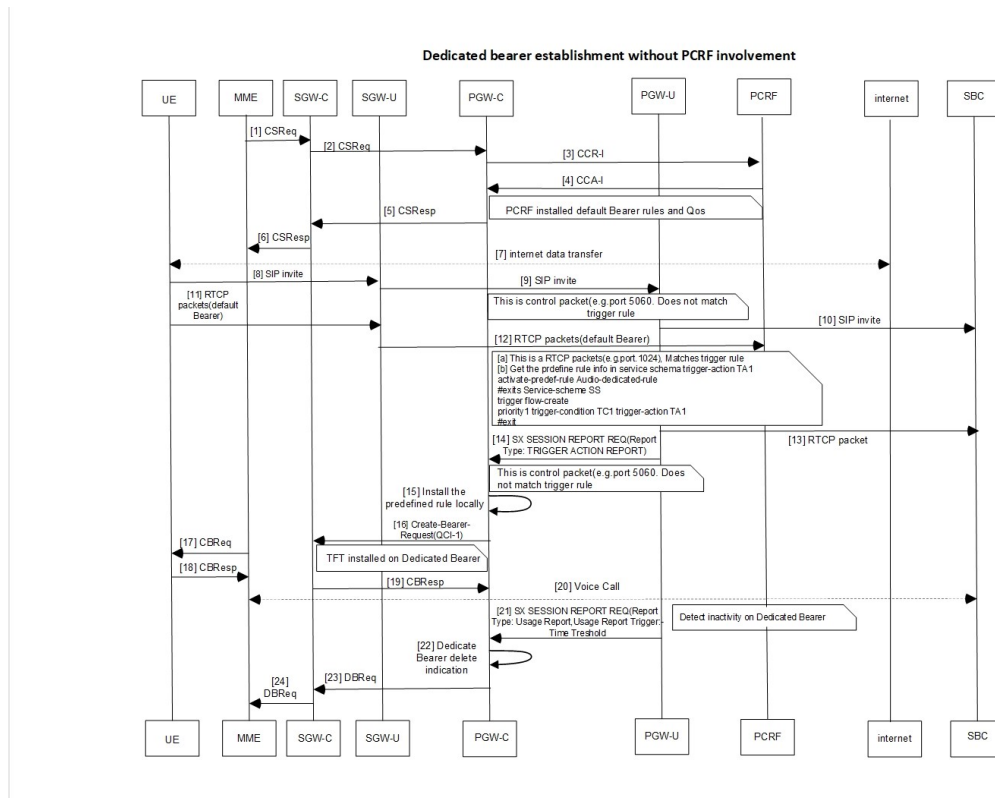 Dedicated bearer establishment without PCRF involvement
UE
MME
SGW-C
SGW-U
PGW-C
PGW-U
PCRF
internet
SBC
[1] CSReq
[2] CSReq
[3] CCR-I
[4] CCA-I
PCRF installed default Bearer rules and Qos
[5] CSResp
[6] CSResp
[7] internet data transfer
[8] SIP invite
[9] SIP invite
[11] RTCP
packets(default
Bearer)
This is control packet(e.g.port 5060. Does not match
trigger rule
[10] SIP invite
[12] RTCP packets(default Bearer)
[a] This is a RTCP packets(e.g.port.1024), Matches trigger rule
[b] Get the prdefine rule info in service schema trigger-action TA1
activate-predef-rule Audio-dedicated-rule
#exits Service-scheme SS
trigger flow-create
priority1 trigger-condition TC1 trigger-action TA1
#exit
[13] RTCP packet
[14] SX SESSION REPORT REQ(Report
Type: TRIGGER ACTION REPORT)
This is control packet(e.g.port 5060. Does
not match trigger rule
[15] Install the
predefined rule locally
[16] Create-Bearer-
Request(QCI-1)
[17] CBReq
TFT installed on Dedicated Bearer
[18] CBResp
[19] CBResp
[20] Voice Call
[21] SX SESSION REPORT REQ(Report
Type: Usage Report,Usage Report Trigger:-
Time Treshold
Detect inactivity on Dedicated Bearer
[22] Dedicate
Bearer delete
indication
[23] DBReq
[24]
DBReq
UE
MME
SGW-C
SGW-U
PGW-C
PGW-U
PCRF
internet
SBC